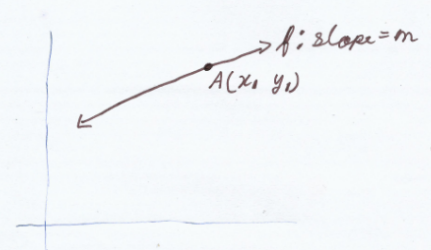 f: slope = m
A(x₁ y₁)